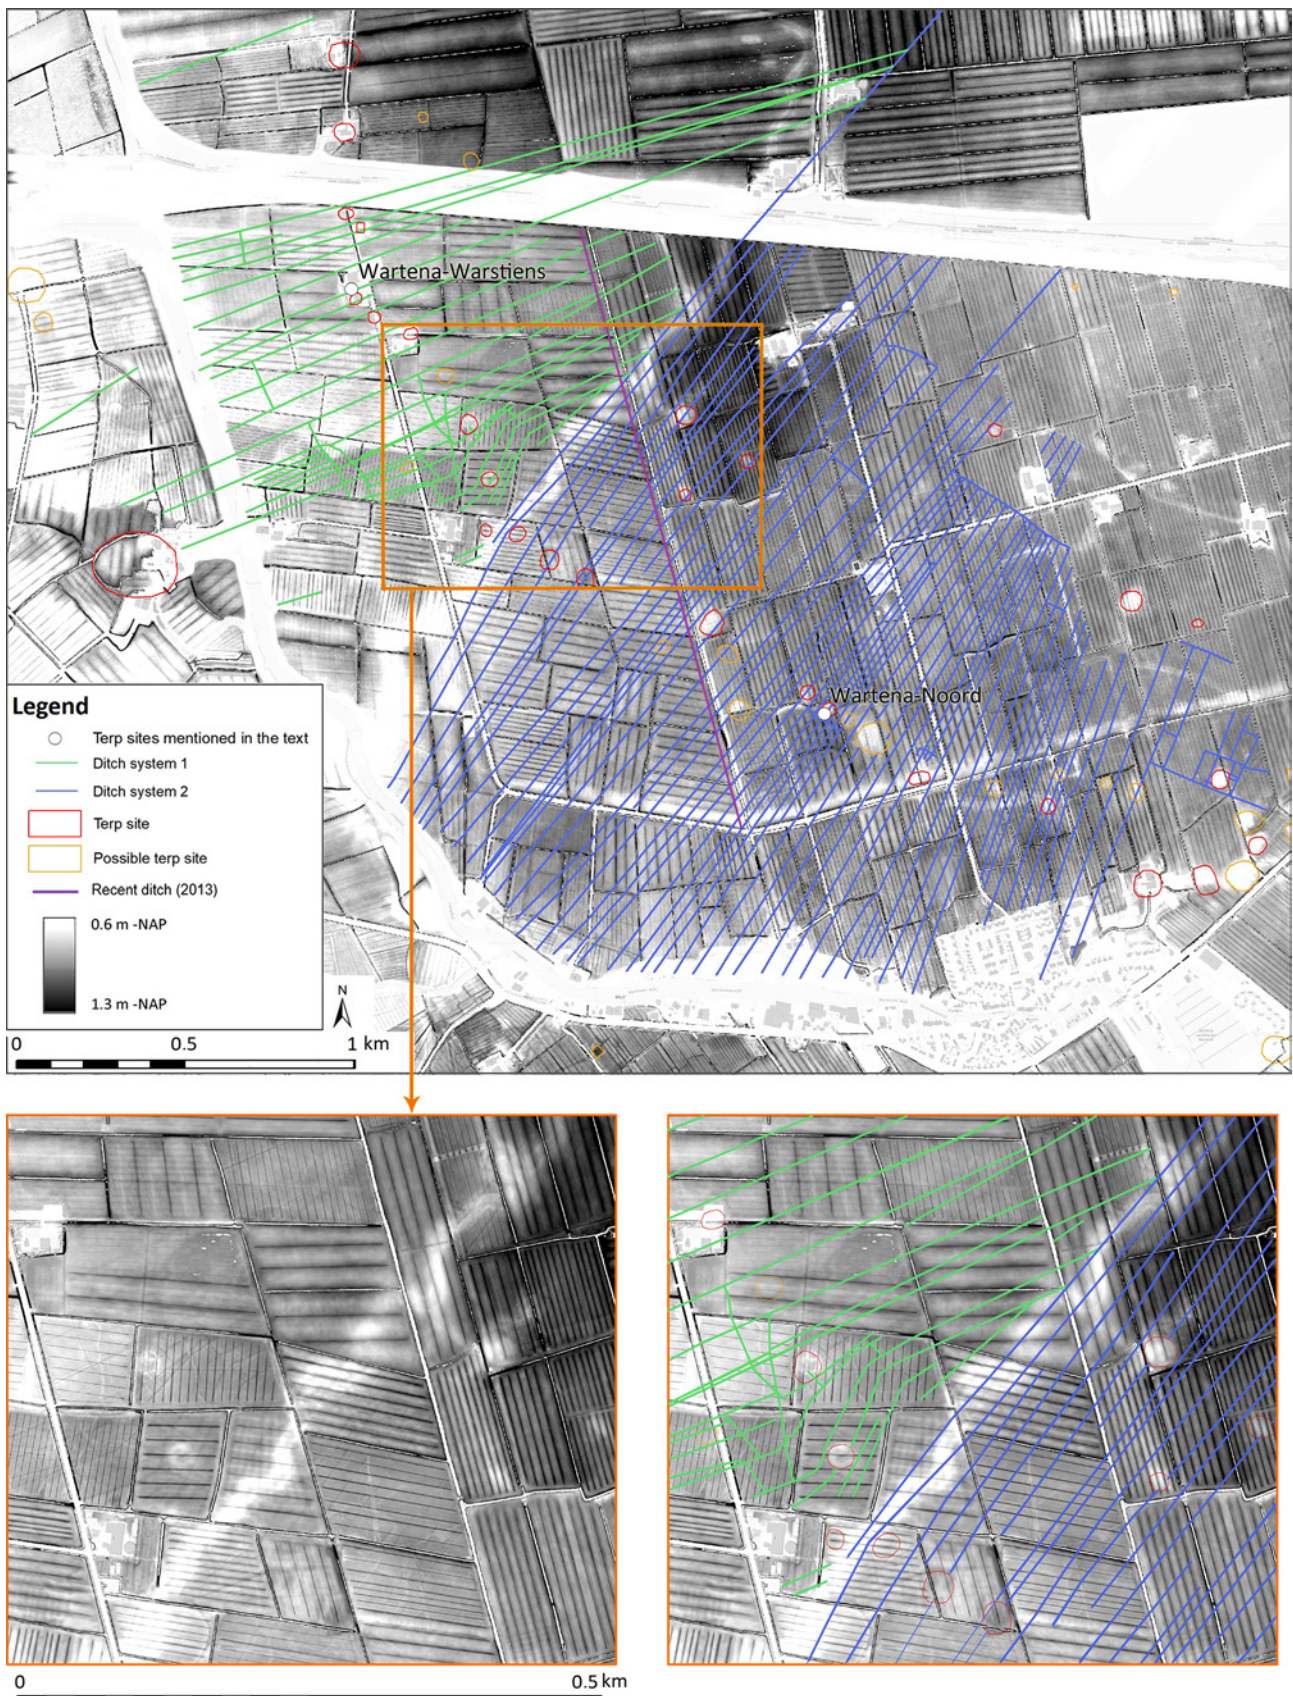 Wartena-Warstiens
Wartena-Noord
Legend
Terp sites mentioned in the text
Ditch system 1
Ditch system 2
Terp site
Possible terp site
Recent ditch (2013)
0.6 m -NAP
1.3 m -NAP
N
0 0.5 1 km
0 0.5 km